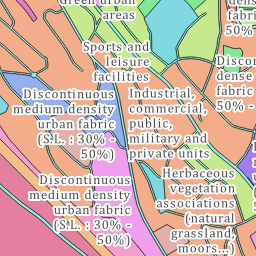 Green urban
areas
dense
fabric
50%
Sports and
leisure
facilities
Discontinuous
medium density
urban fabric
(S.L. : 30% -
50%)
Industrial,
commercial,
public,
military and
private units
dense
fabric
50% -
Discontinuous
medium density
urban fabric
(S.L. : 30% -
50%)
Herbaceous
vegetation
associations
(natural
grassland,
moors...)